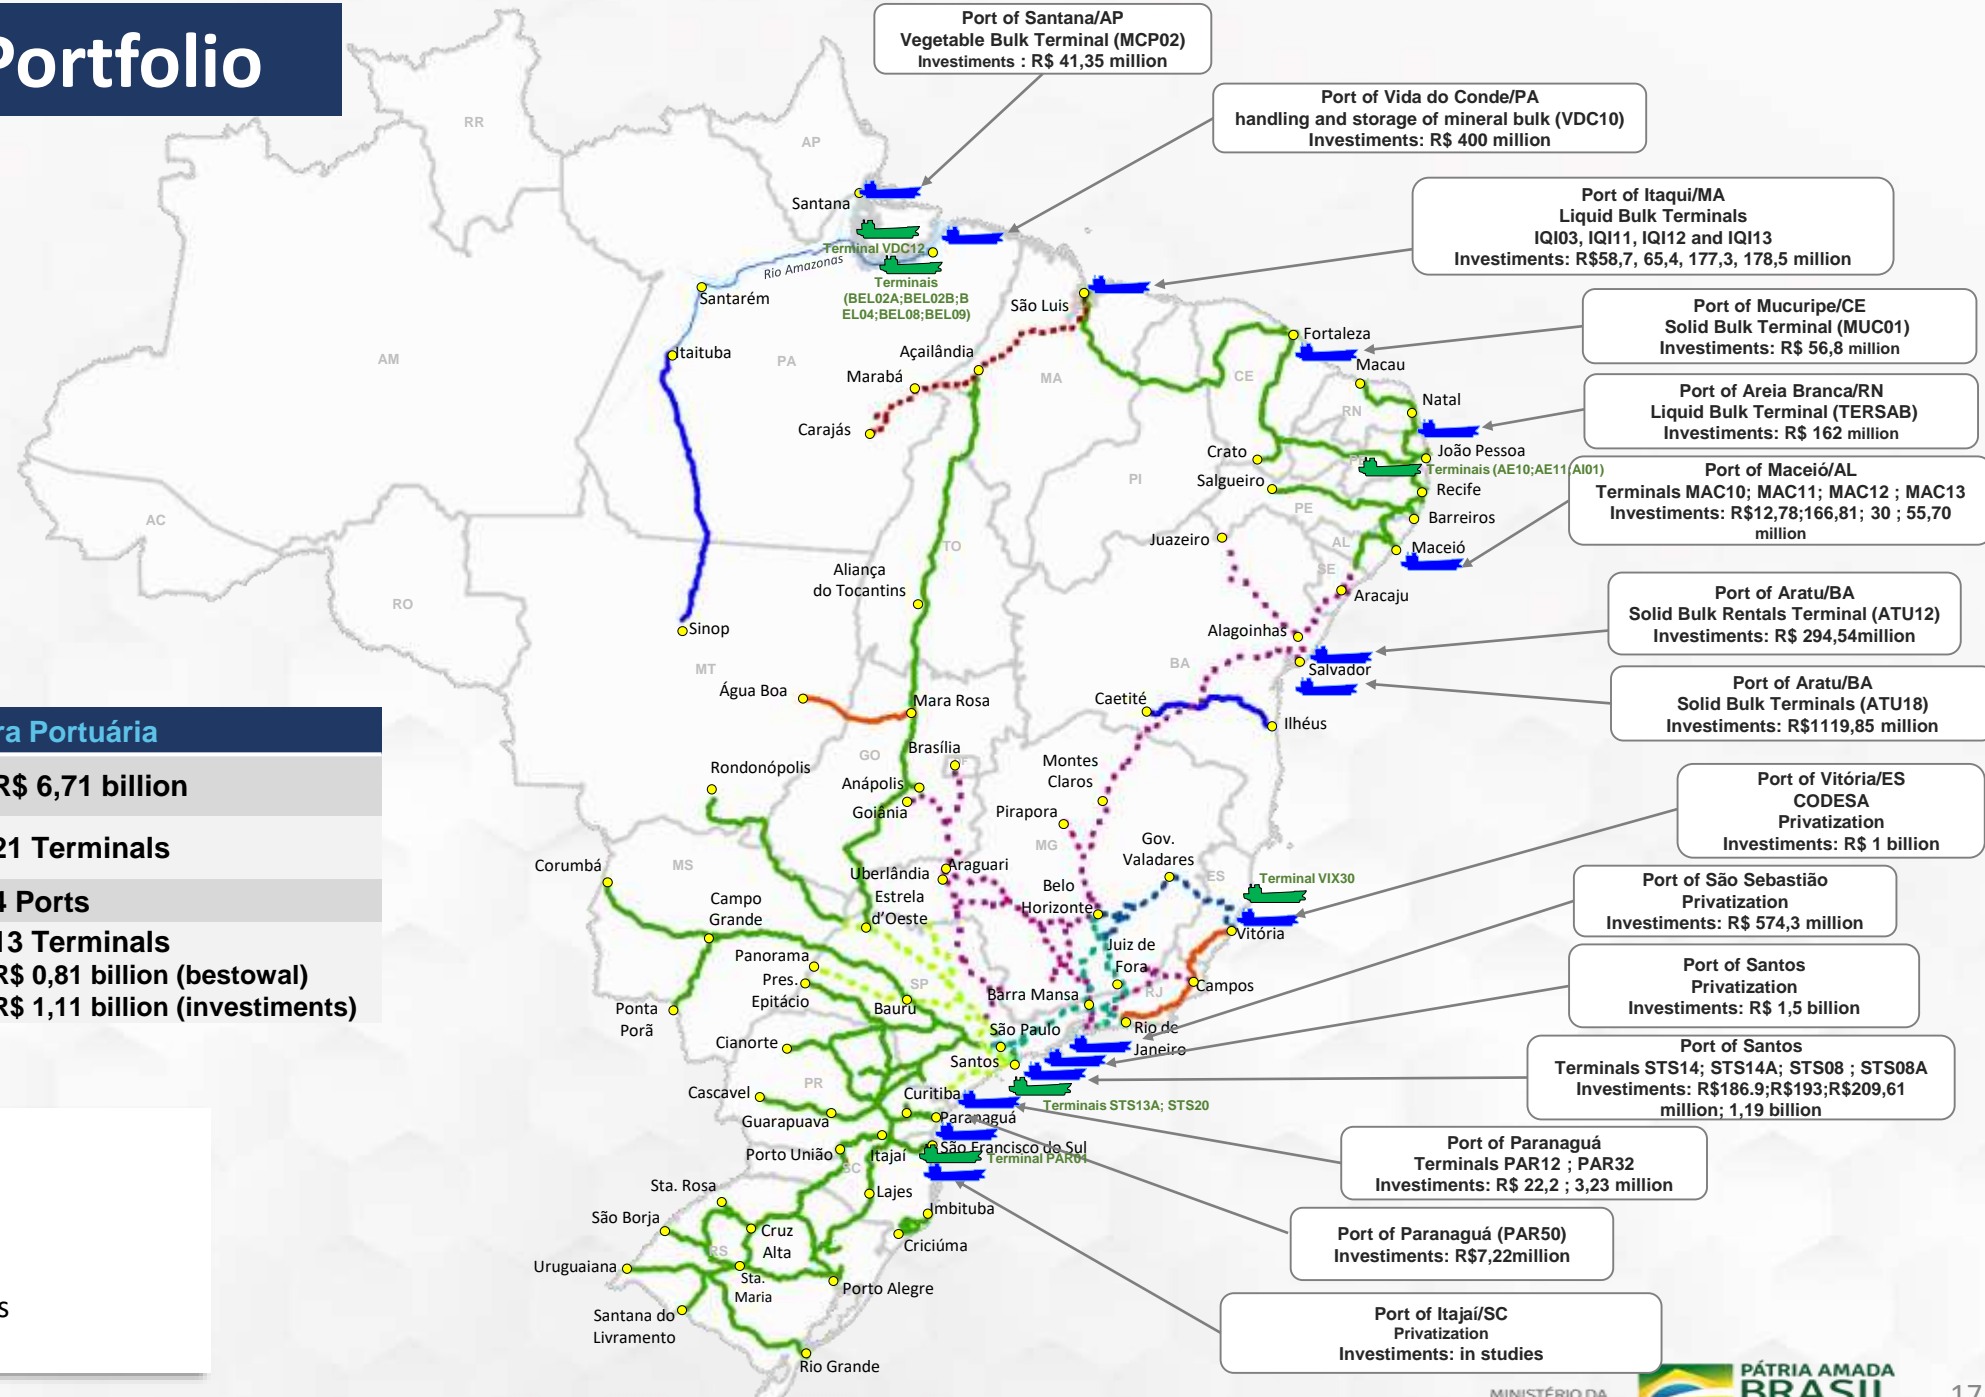 Portfolio
Port of Santana/AP
Vegetable Bulk Terminal (MCP02)
Investiments : R$ 41,35 million
Port of Vida do Conde/PA
handling and storage of mineral bulk (VDC10)
Investiments: R$ 400 million
Port of Itaqui/MA
Liquid Bulk Terminals
IQI03, IQI11, IQI12 and IQI13
Investiments: R$58,7, 65,4, 177,3, 178,5 million
Port of Mucuripe/CE
Solid Bulk Terminal (MUC01)
Investiments: R$ 56,8 million
Port of Areia Branca/RN
Liquid Bulk Terminal (TERSAB)
Investiments: R$ 162 million
Port of Maceió/AL
Terminals MAC10; MAC11; MAC12 ; MAC13
Investiments: R$12,78;166,81; 30 ; 55,70
million
Port of Aratu/BA
Solid Bulk Rentals Terminal (ATU12)
Investiments: R$ 294,54million
Port of Aratu/BA
Solid Bulk Terminals (ATU18)
Investiments: R$1119,85 million
Port of Vitória/ES
CODESA
Privatization
Investiments: R$ 1 billion
Port of São Sebastião
Privatization
Investiments: R$ 574,3 million
Port of Santos
Privatization
Investiments: R$ 1,5 billion
Port of Santos
Terminals STS14; STS14A; STS08 ; STS08A
Investiments: R$186.9;R$193;R$209,61
million; 1,19 billion
Port of Paranaguá
Terminals PAR12 ; PAR32
Investiments: R$ 22,2 ; 3,23 million
Port of Paranaguá (PAR50)
Investiments: R$7,22million
Port of Itajaí/SC
Privatization
Investiments: in studies
ra Portuária
R$ 6,71 billion
21 Terminals
4 Ports
13 Terminals
R$ 0,81 billion (bestowal)
R$ 1,11 billion (investiments)
s
RR
AP
AM
PA
MA
CE
RN
PI
PE
AL
SE
AC
RO
TO
MT
BA
GO
MG
ES
MS
SP
RJ
PR
SC
RS
Santana
Terminal VDC12
Rio Amazonas
Terminais
(BEL02A;BEL02B;B
EL04;BEL08;BEL09)
Santarém
Itaituba
São Luis
Açailândia
Marabá
Carajás
Fortaleza
Macau
Natal
João Pessoa
Terminais (AE10;AE11;AI01)
Crato
Salgueiro
Recife
Barreiros
Maceió
Juazeiro
Aracaju
Aliança
do Tocantins
Alagoinhas
Salvador
Sinop
Água Boa
Mara Rosa
Caetité
Ilhéus
Brasília
Rondonópolis
Anápolis
Goiânia
Montes
Claros
Pirapora
Gov.
Valadares
Corumbá
Araguari
Uberlândia
Estrela
d'Oeste
Belo
Horizonte
Terminal VIX30
Vitória
Campo
Grande
Panorama
Pres.
Epitácio
Juiz de
Fora
Campos
Barra Mansa
Bauru
Ponta
Porã
São Paulo
Rio de
Janeiro
Cianorte
Santos
Cascavel
Curitiba
Terminais STS13A; STS20
Guarapuava
Paranaguá
Porto União
Itajaí
São Francisco do Sul
Terminal PAR01
Sta. Rosa
Lajes
São Borja
Cruz
Alta
Imbituba
Criciúma
Uruguaiana
Sta.
Maria
Porto Alegre
Santana do
Livramento
Rio Grande
MINISTÉRIO DA
PÁTRIA AMADA
BRASIL
17